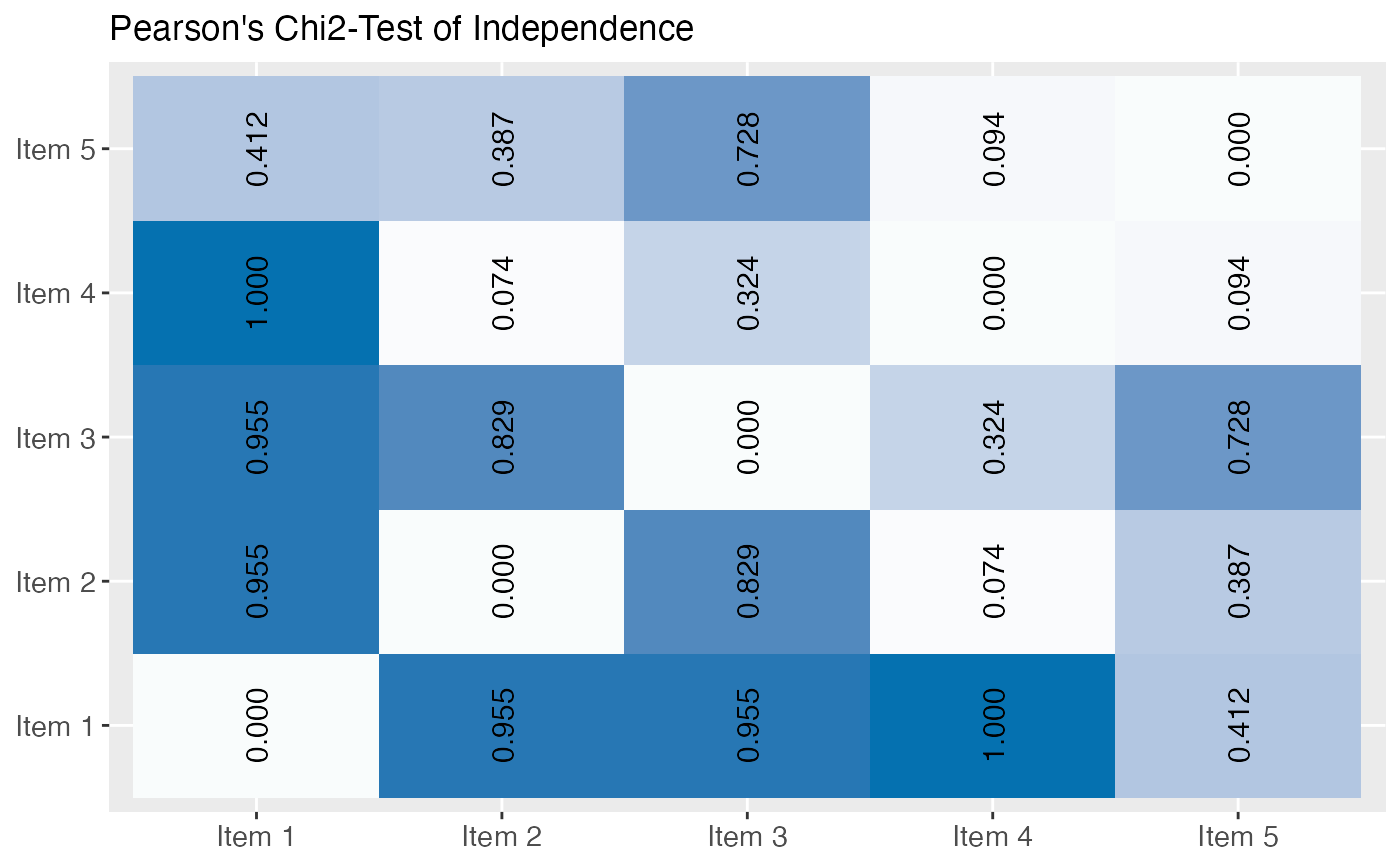 Pearson's Chi2-Test of Independence
Item 5 0.412 0.387 0.728 0.094 0.000
Item 4 1.000 0.074 0.324 0.000 0.094
Item 3 0.955 0.829 0.000 0.324 0.728
Item 2 0.955 0.000 0.829 0.074 0.387
Item 1 0.000 0.955 0.955 1.000 0.412
Item 1 Item 2 Item 3 Item 4 Item 5